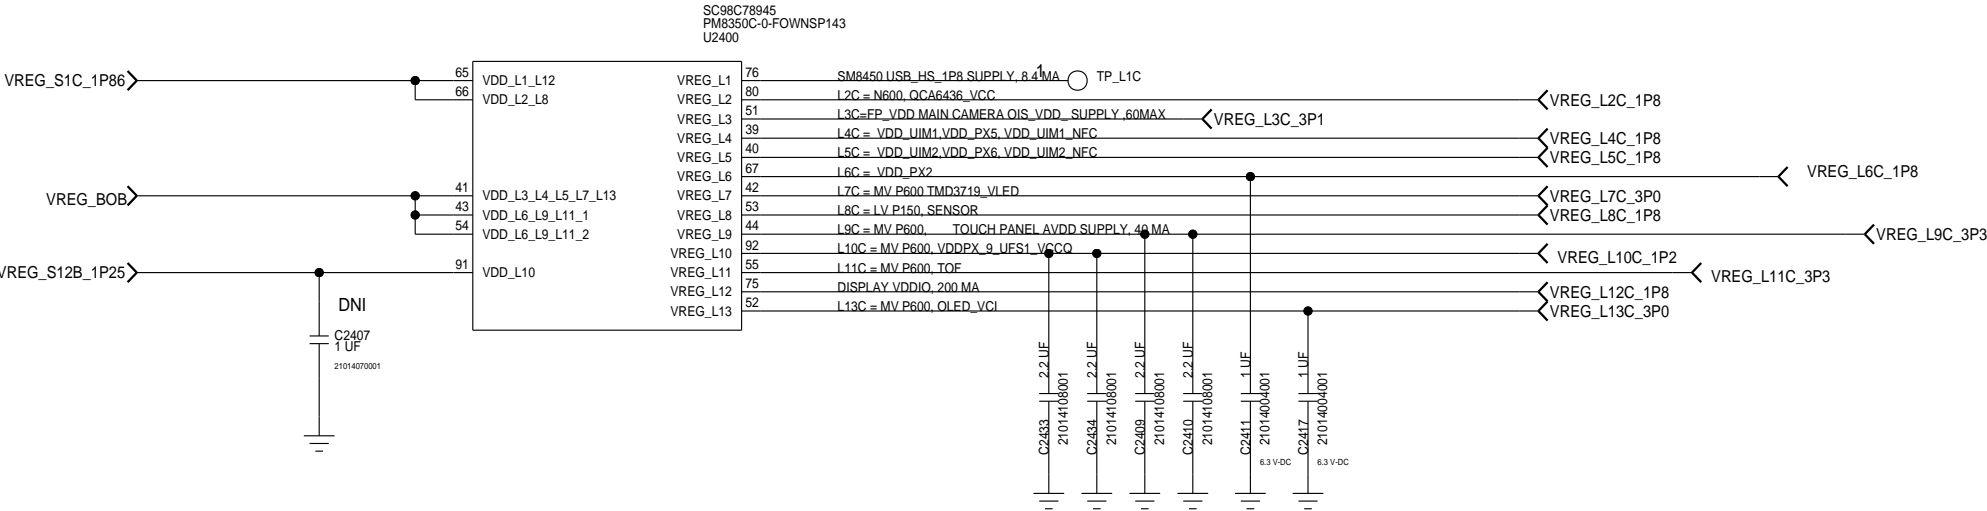 SC98C78945
PM8350C-0-FOWNSP143
U2400
VREG_S1C_1P86
65 VDD_L1_L12
66 VDD_L2_L8
VREG_BOB
41 VDD_L3_L4_L5_L7_L13
43 VDD_L6_L9_L11_1
54 VDD_L6_L9_L11_2
VREG_S12B_1P25
91 VDD_L10
DNI
C2407
1 UF
21014070001
VREG_L1 76 SM8450 USB_HS_1P8 SUPPLY, 8.4 MA 1 TP_L1C
VREG_L2 80 L2C = N600, QCA6436_VCC VREG_L2C_1P8
VREG_L3 51 L3C=FP_VDD MAIN CAMERA OIS_VDD_ SUPPLY ,60MAX VREG_L3C_3P1
VREG_L4 39 L4C = VDD_UIM1,VDD_PX5, VDD_UIM1_NFC VREG_L4C_1P8
VREG_L5 40 L5C = VDD_UIM2,VDD_PX6, VDD_UIM2_NFC VREG_L5C_1P8
VREG_L6 67 L6C = VDD_PX2 VREG_L6C_1P8
VREG_L7 42 L7C = MV P600 TMD3719_VLED VREG_L7C_3P0
VREG_L8 53 L8C = LV P150, SENSOR VREG_L8C_1P8
VREG_L9 44 L9C = MV P600, TOUCH PANEL AVDD SUPPLY, 40 MA VREG_L9C_3P3
VREG_L10 92 L10C = MV P600, VDDPX_9_UFS1_VCCQ VREG_L10C_1P2
VREG_L11 55 L11C = MV P600, TOF VREG_L11C_3P3
VREG_L12 75 DISPLAY VDDIO, 200 MA VREG_L12C_1P8
VREG_L13 52 L13C = MV P600, OLED_VCI VREG_L13C_3P0
C2433 2.2 UF
21014108001
C2434 2.2 UF
21014108001
C2409 2.2 UF
21014108001
C2410 2.2 UF
21014108001
C2411 1 UF
21014004001
6.3 V-DC
C2417 1 UF
21014004001
6.3 V-DC